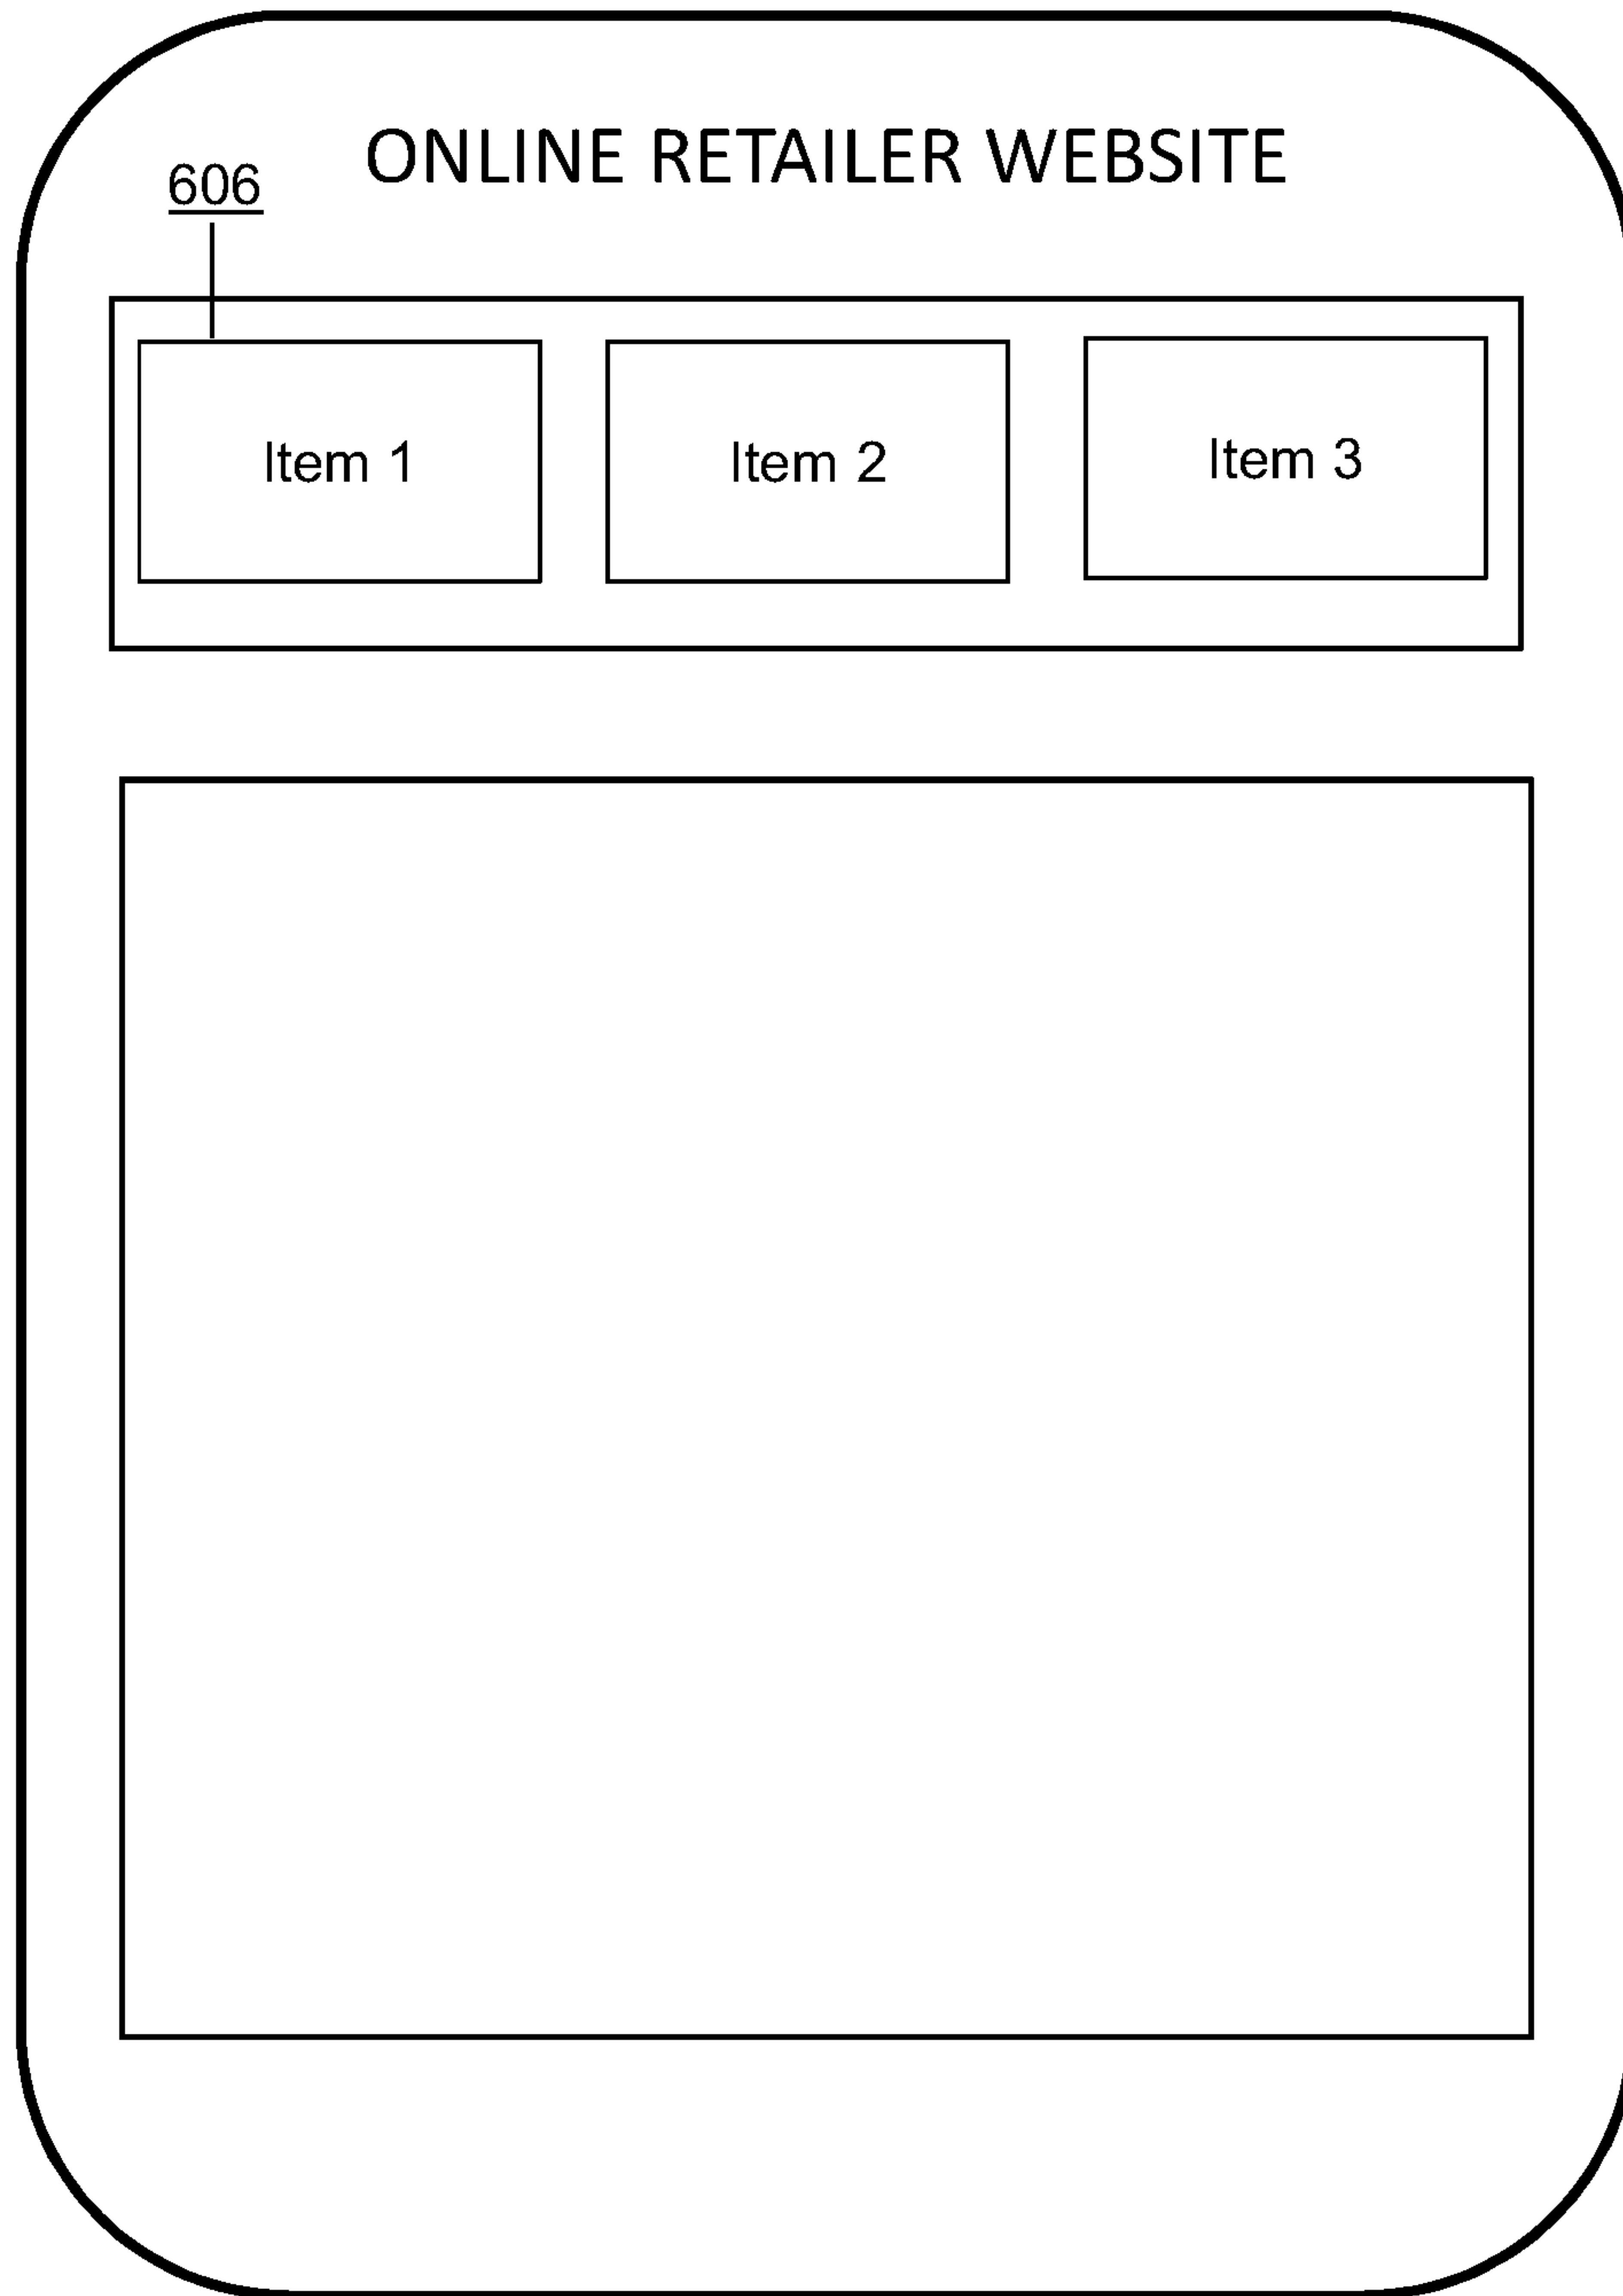 ONLINE RETAILER WEBSITE
606
Item 1
Item 2
Item 3